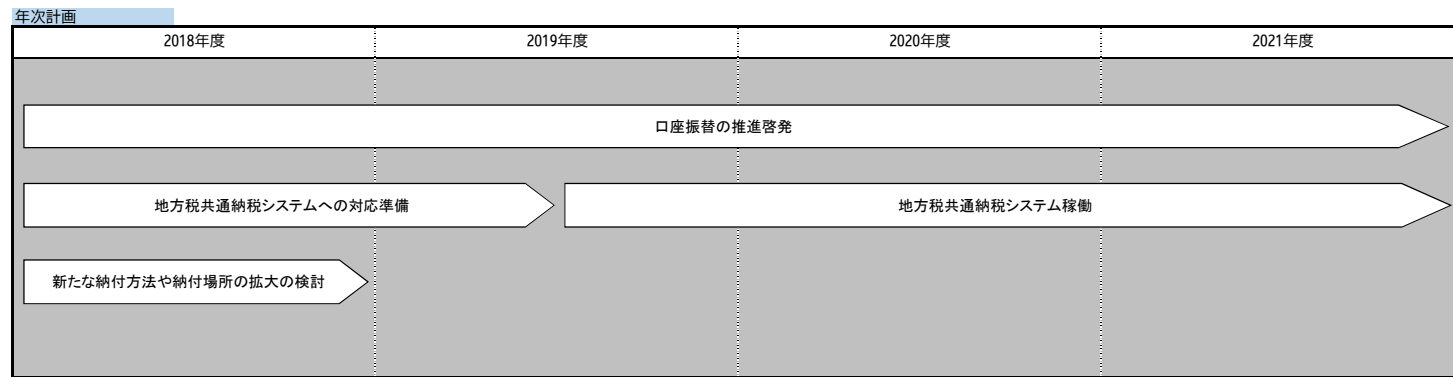 年次計画
2018年度
2019年度
2020年度
2021年度
口座振替の推進啓発
地方税共通納税システムへの対応準備
地方税共通納税システム稼働
新たな納付方法や納付場所の拡大の検討